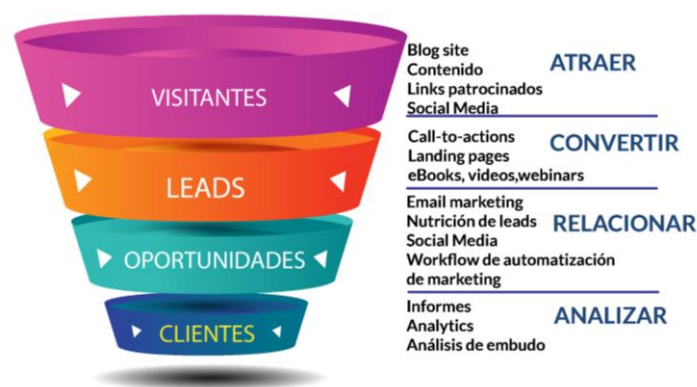 VISITANTES
Blog site
Contenido
Links patrocinados
Social Media
ATRAER
LEADS
Call-to-actions
Landing pages
eBooks, videos,webinars
CONVERTIR
OPORTUNIDADES
Email marketing
Nutrición de leads
Social Media
Workflow de automatización
de marketing
RELACIONAR
CLIENTES
Informes
Analytics
Análisis de embudo
ANALIZAR